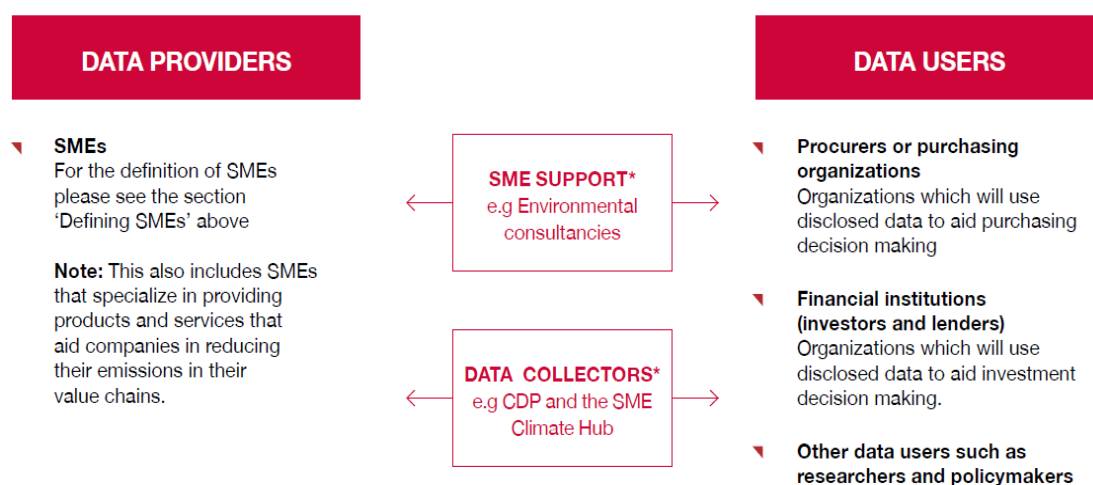 DATA PROVIDERS
SMEs
For the definition of SMEs
please see the section
‘Defining SMEs’ above
Note: This also includes SMEs
that specialize in providing
products and services that
aid companies in reducing
their emissions in their
value chains.
SME SUPPORT*
e.g Environmental
consultancies
DATA COLLECTORS*
e.g CDP and the SME
Climate Hub
DATA USERS
Procurers or purchasing
organizations
Organizations which will use
disclosed data to aid purchasing
decision making
Financial institutions
(investors and lenders)
Organizations which will use
disclosed data to aid investment
decision making.
Other data users such as
researchers and policymakers